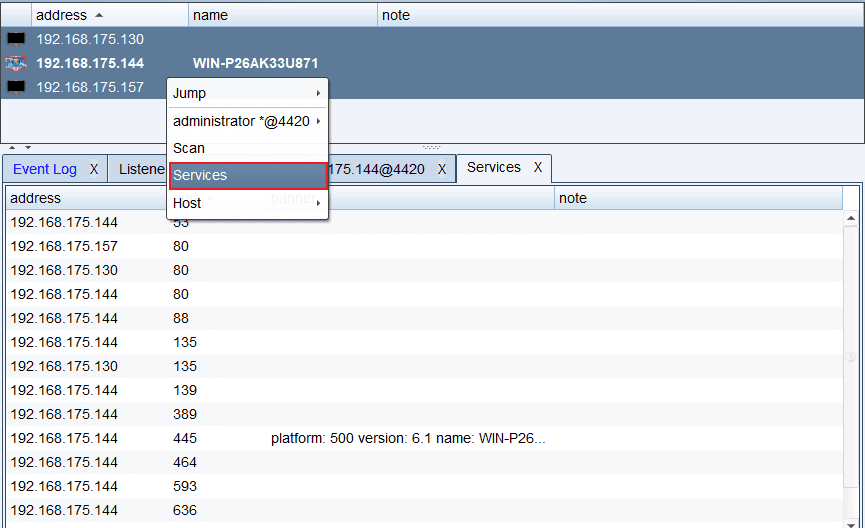 address name note
192.168.175.130
192.168.175.144 WIN-P26AK33U871
192.168.175.157
Jump
administrator *@4420
Scan
Services
Host
Event Log X Listene 175.144@4420 X Services X
address note
192.168.175.144 53
192.168.175.157 80
192.168.175.130 80
192.168.175.144 80
192.168.175.144 88
192.168.175.144 135
192.168.175.130 135
192.168.175.144 139
192.168.175.144 389
192.168.175.144 445 platform: 500 version: 6.1 name: WIN-P26...
192.168.175.144 464
192.168.175.144 593
192.168.175.144 636